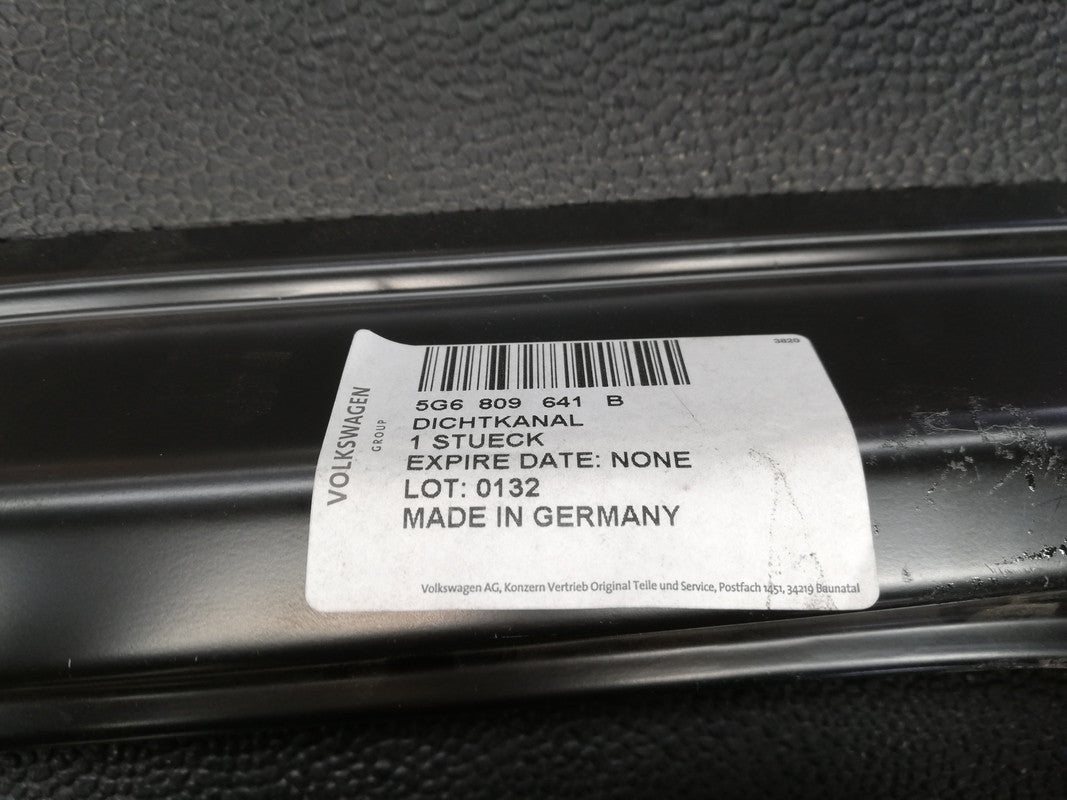 3820
5G6 809 641 B
DICHTKANAL
1 STUECK
EXPIRE DATE: NONE
LOT: 0132
MADE IN GERMANY
VOLKSWAGEN
GROUP
Volkswagen AG, Konzern Vertrieb Original Teile und Service, Postfach 1451, 34219 Baunatal